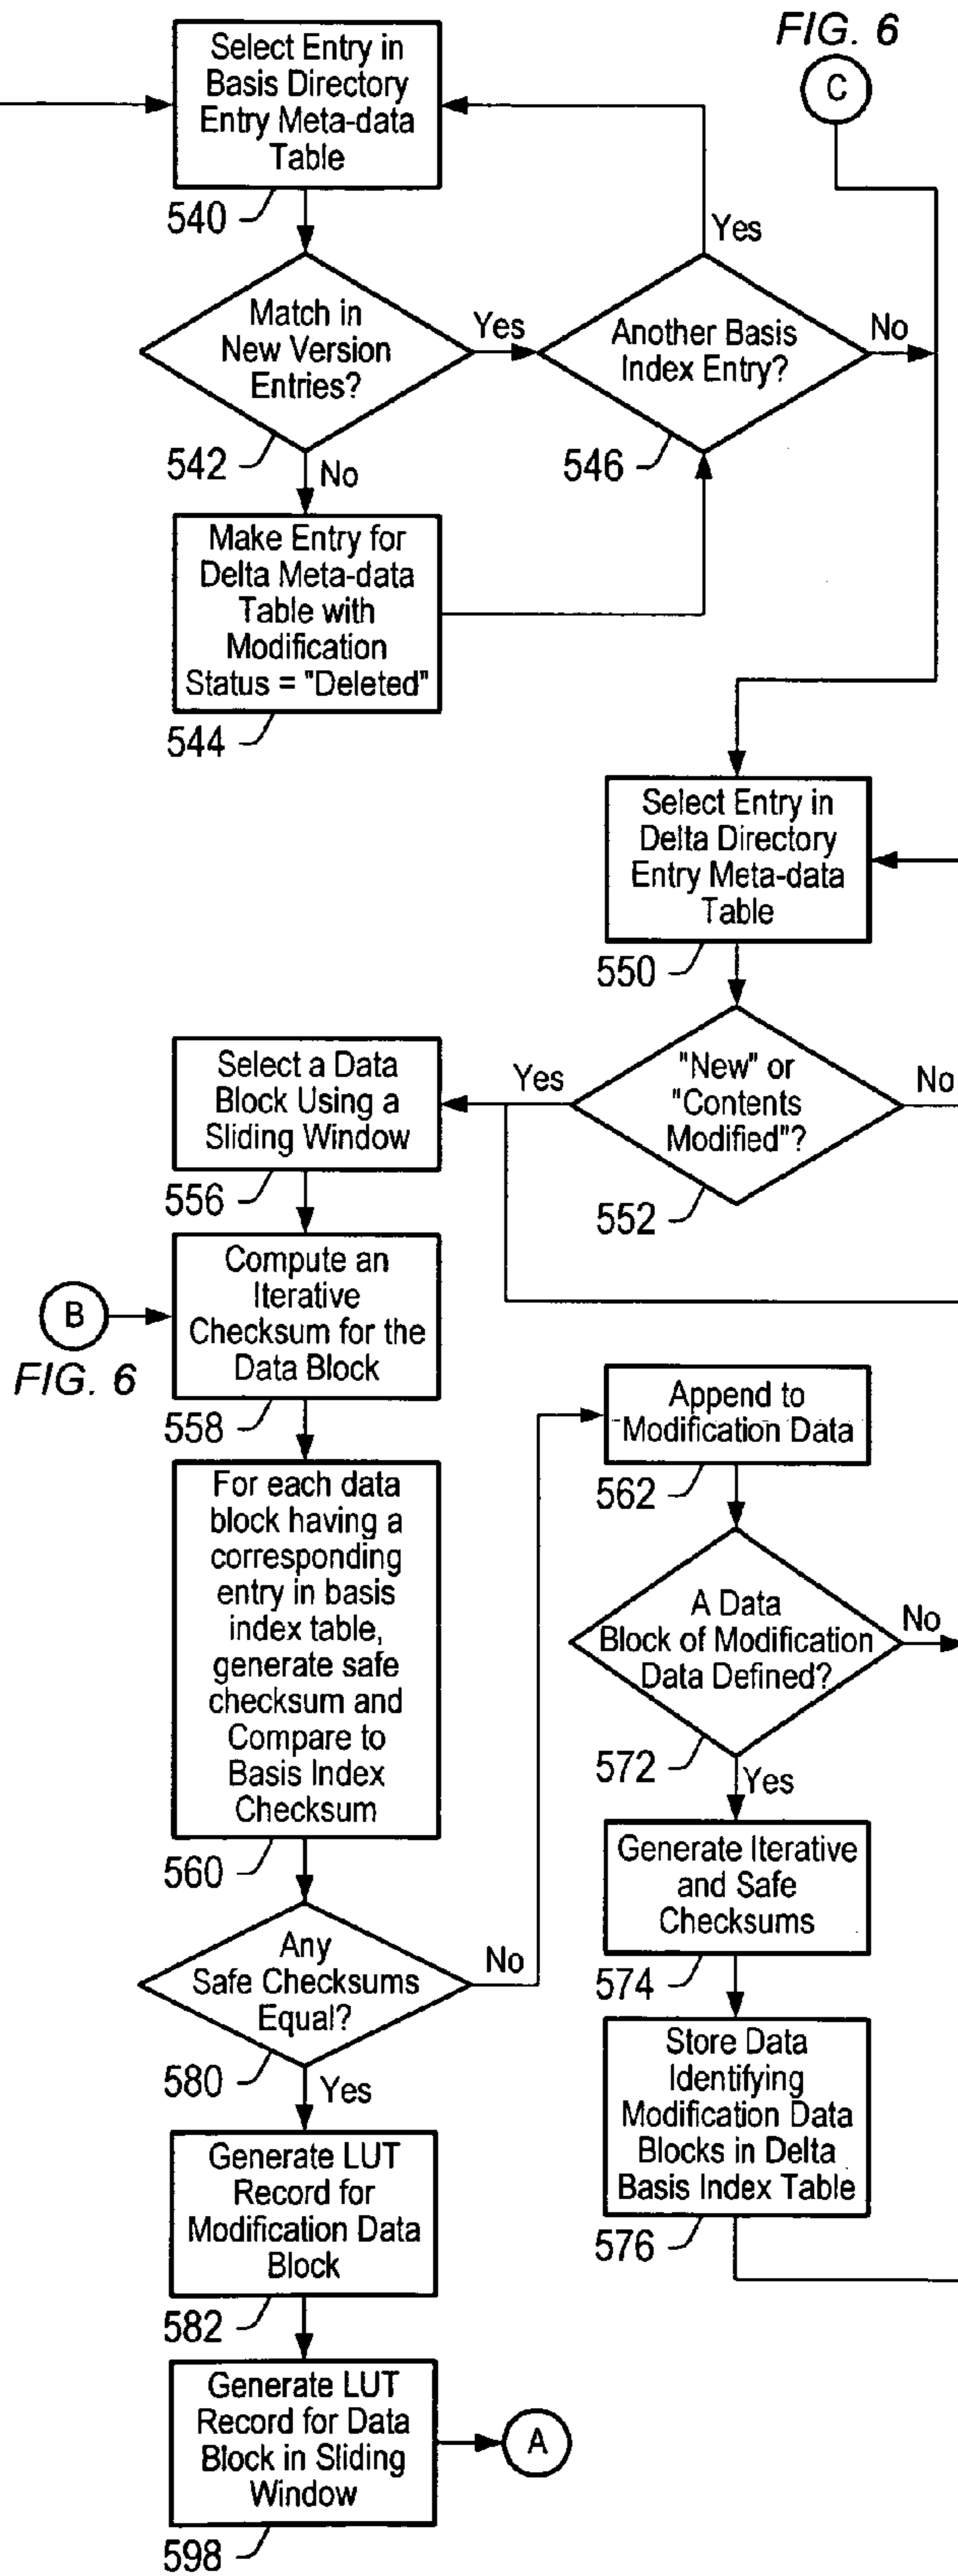 FIG. 6
C
Select Entry in
Basis Directory
Entry Meta-data
Table
540
Match in
New Version
Entries?
542
Yes
No
Another Basis
Index Entry?
546
Yes
No
Make Entry for
Delta Meta-data
Table with
Modification
Status = "Deleted"
544
Select Entry in
Delta Directory
Entry Meta-data
Table
550
"New" or
"Contents
Modified"?
552
Yes
No
Select a Data
Block Using a
Sliding Window
556
B
FIG. 6
Compute an
Iterative
Checksum for the
Data Block
558
For each data
block having a
corresponding
entry in basis
index table,
generate safe
checksum and
Compare to
Basis Index
Checksum
560
Any
Safe Checksums
Equal?
580
No
Yes
Append to
Modification Data
562
A Data
Block of Modification
Data Defined?
572
No
Yes
Generate Iterative
and Safe
Checksums
574
Store Data
Identifying
Modification Data
Blocks in Delta
Basis Index Table
576
Generate LUT
Record for
Modification Data
Block
582
Generate LUT
Record for Data
Block in Sliding
Window
598
A